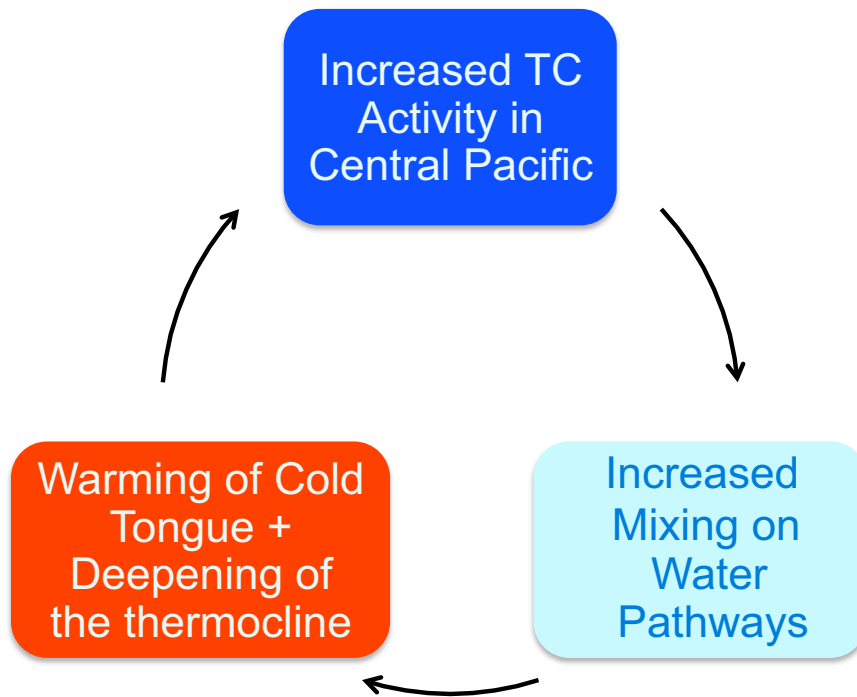 Increased TC
Activity in
Central Pacific
Warming of Cold
Tongue +
Deepening of
the thermocline
Increased
Mixing on
Water
Pathways